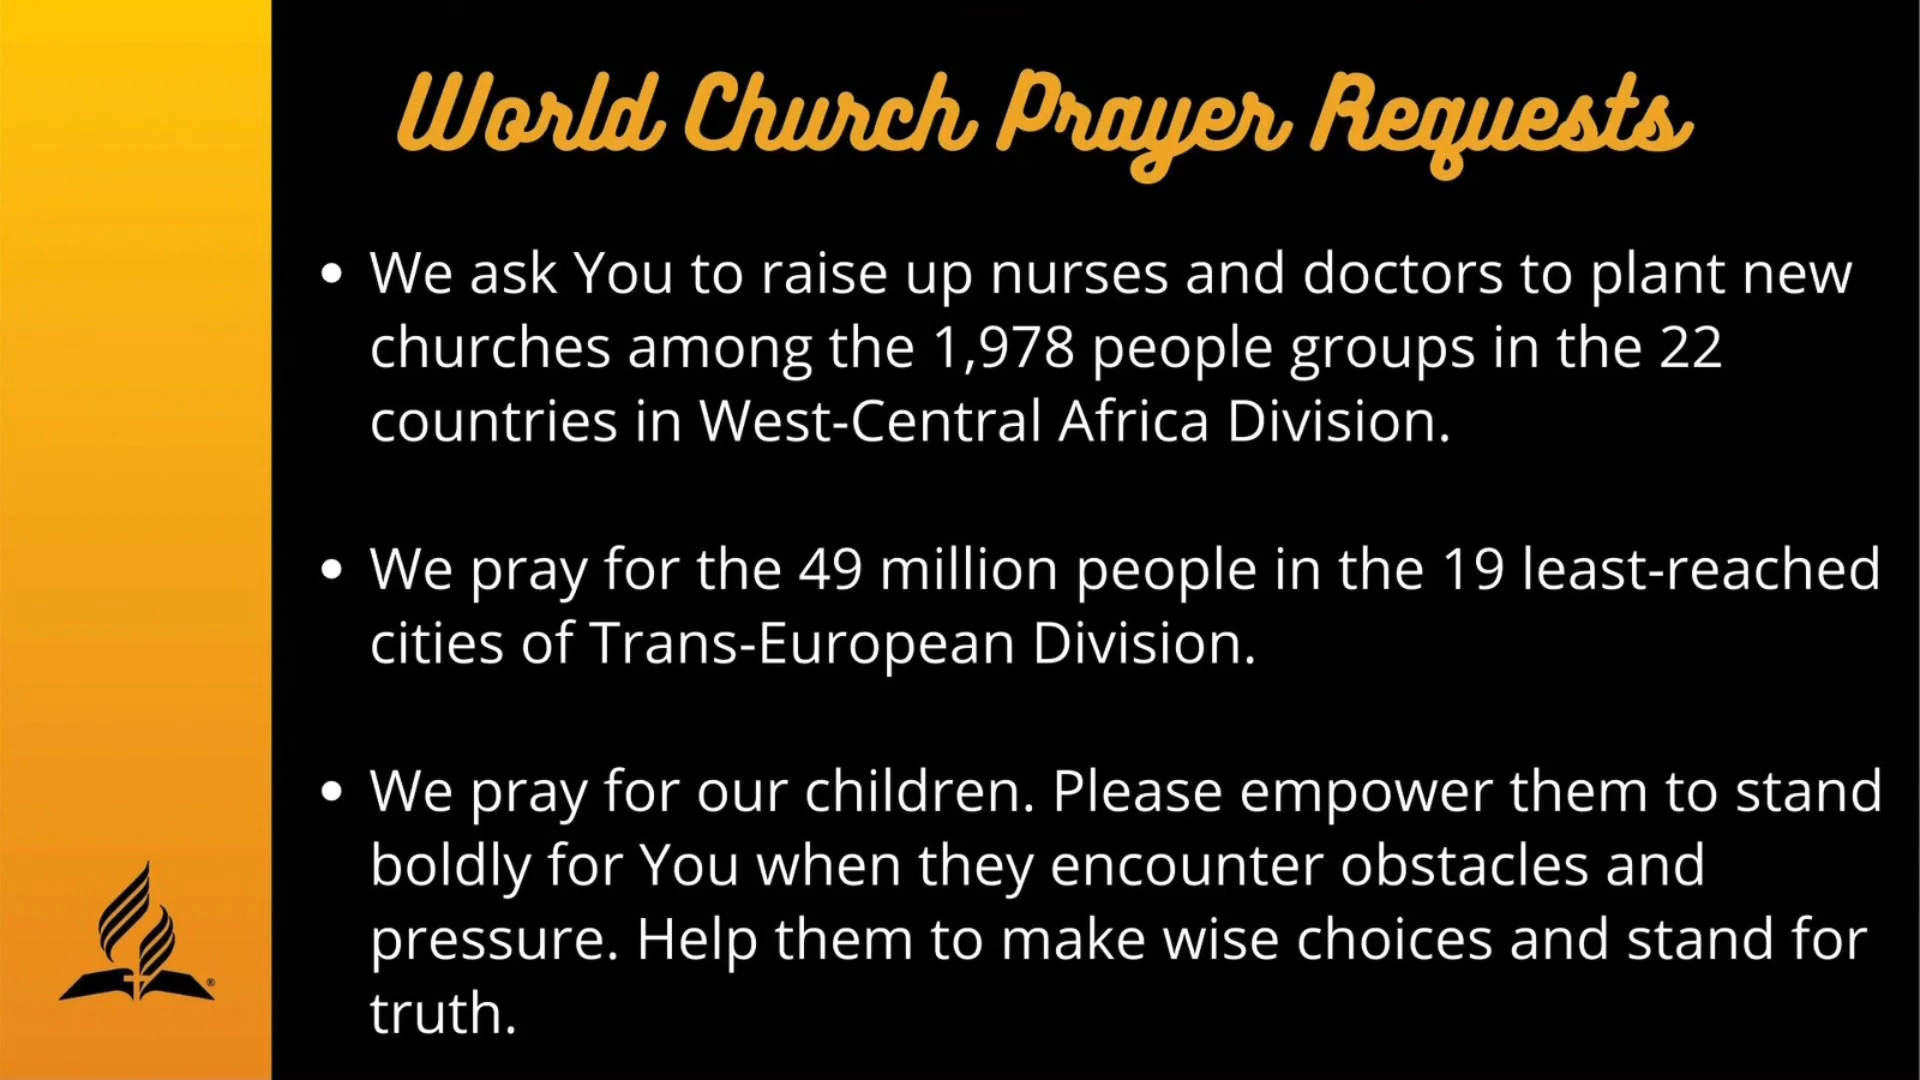 World Church Prayer Requests
• We ask You to raise up nurses and doctors to plant new
churches among the 1,978 people groups in the 22
countries in West-Central Africa Division.
• We pray for the 49 million people in the 19 least-reached
cities of Trans-European Division.
• We pray for our children. Please empower them to stand
boldly for You when they encounter obstacles and
pressure. Help them to make wise choices and stand for
truth.
®